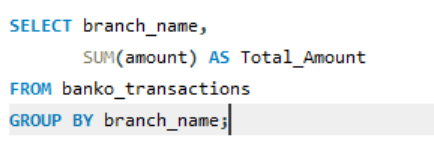 SELECT branch_name,
SUM(amount) AS Total_Amount
FROM banko_transactions
GROUP BY branch_name;